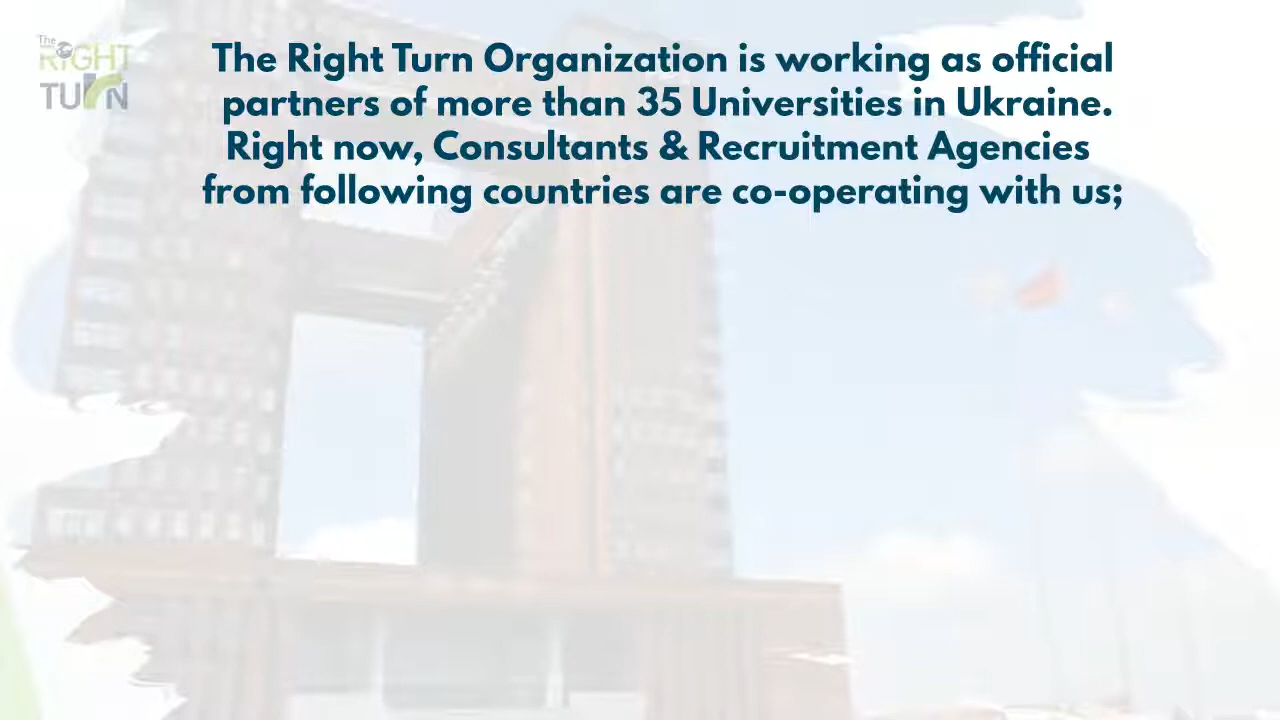 The
RIGHT
TURN
The Right Turn Organization is working as official
partners of more than 35 Universities in Ukraine.
Right now, Consultants & Recruitment Agencies
from following countries are co-operating with us;